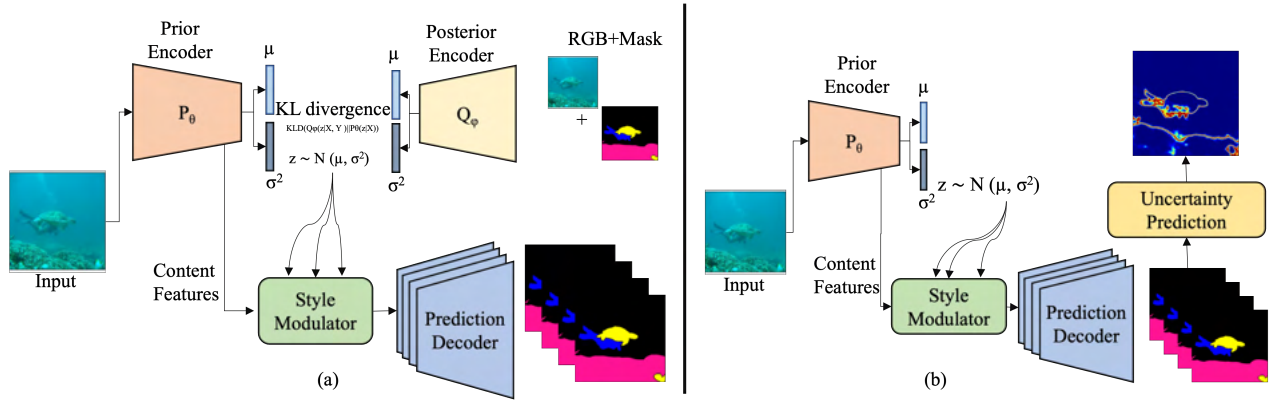 Prior
Encoder
μ
Pθ
σ²
KL divergence
KLD(Qφ(z|X, Y )||Pθ(z|X))
z ~ N (μ, σ²)
μ
σ²
Posterior
Encoder
Qφ
RGB+Mask
+
Input
Content
Features
Style
Modulator
Prediction
Decoder
(a)
Prior
Encoder
Pθ
μ
σ²
z ~ N (μ, σ²)
Input
Content
Features
Style
Modulator
Prediction
Decoder
Uncertainty
Prediction
(b)